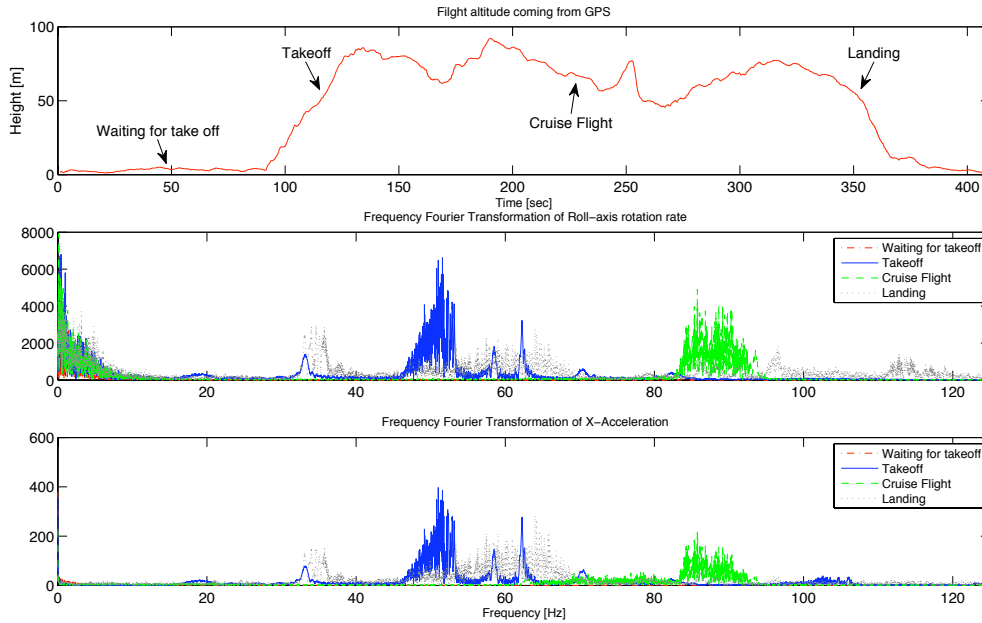 Filght altitude coming from GPS
Height [m]
100
50
0
Takeoff
Landing
Waiting for take off
Cruise Flight
0 50 100 150 200 250 300 350 400
Time [sec]
Frequency Fourier Transformation of Roll-axis rotation rate
8000
6000
4000
2000
0
Waiting for takeoff
Takeoff
Cruise Flight
Landing
0 20 40 60 80 100 120
Frequency Fourier Transformation of X-Acceleration
600
400
200
0
Waiting for takeoff
Takeoff
Cruise Flight
Landing
0 20 40 60 80 100 120
Frequency [Hz]